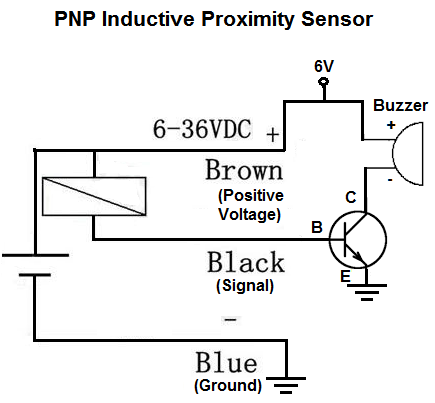 PNP Inductive Proximity Sensor
6V
Buzzer
+
6-36VDC +
Brown
(Positive
Voltage)
-
C
B
Black
(Signal)
E
-
Blue
(Ground)